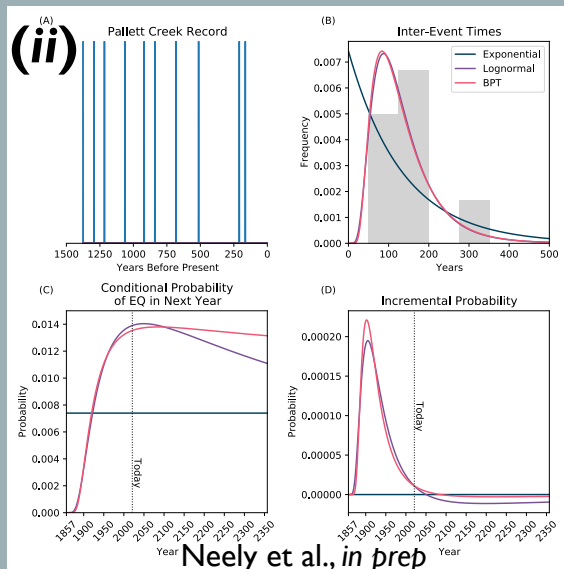 (ii)
(A)
Pallett Creek Record
1500 1250 1000 750 500 250 0
Years Before Present
(B)
Inter-Event Times
Exponential
Lognormal
BPT
Frequency
0.007
0.006
0.005
0.004
0.003
0.002
0.001
0.000
0 100 200 300 400 500
Years
(C)
Conditional Probability
of EQ in Next Year
Probability
0.014
0.012
0.010
0.008
0.006
0.004
0.002
0.000
Today
1857 1900 1950 2000 2050 2100 2150 2200 2250 2300 2350
Year
(D)
Incremental Probability
Probability
0.00020
0.00015
0.00010
0.00005
0.00000
Today
1857 1900 1950 2000 2050 2100 2150 2200 2250 2300 2350
Year
Neely et al., in prep